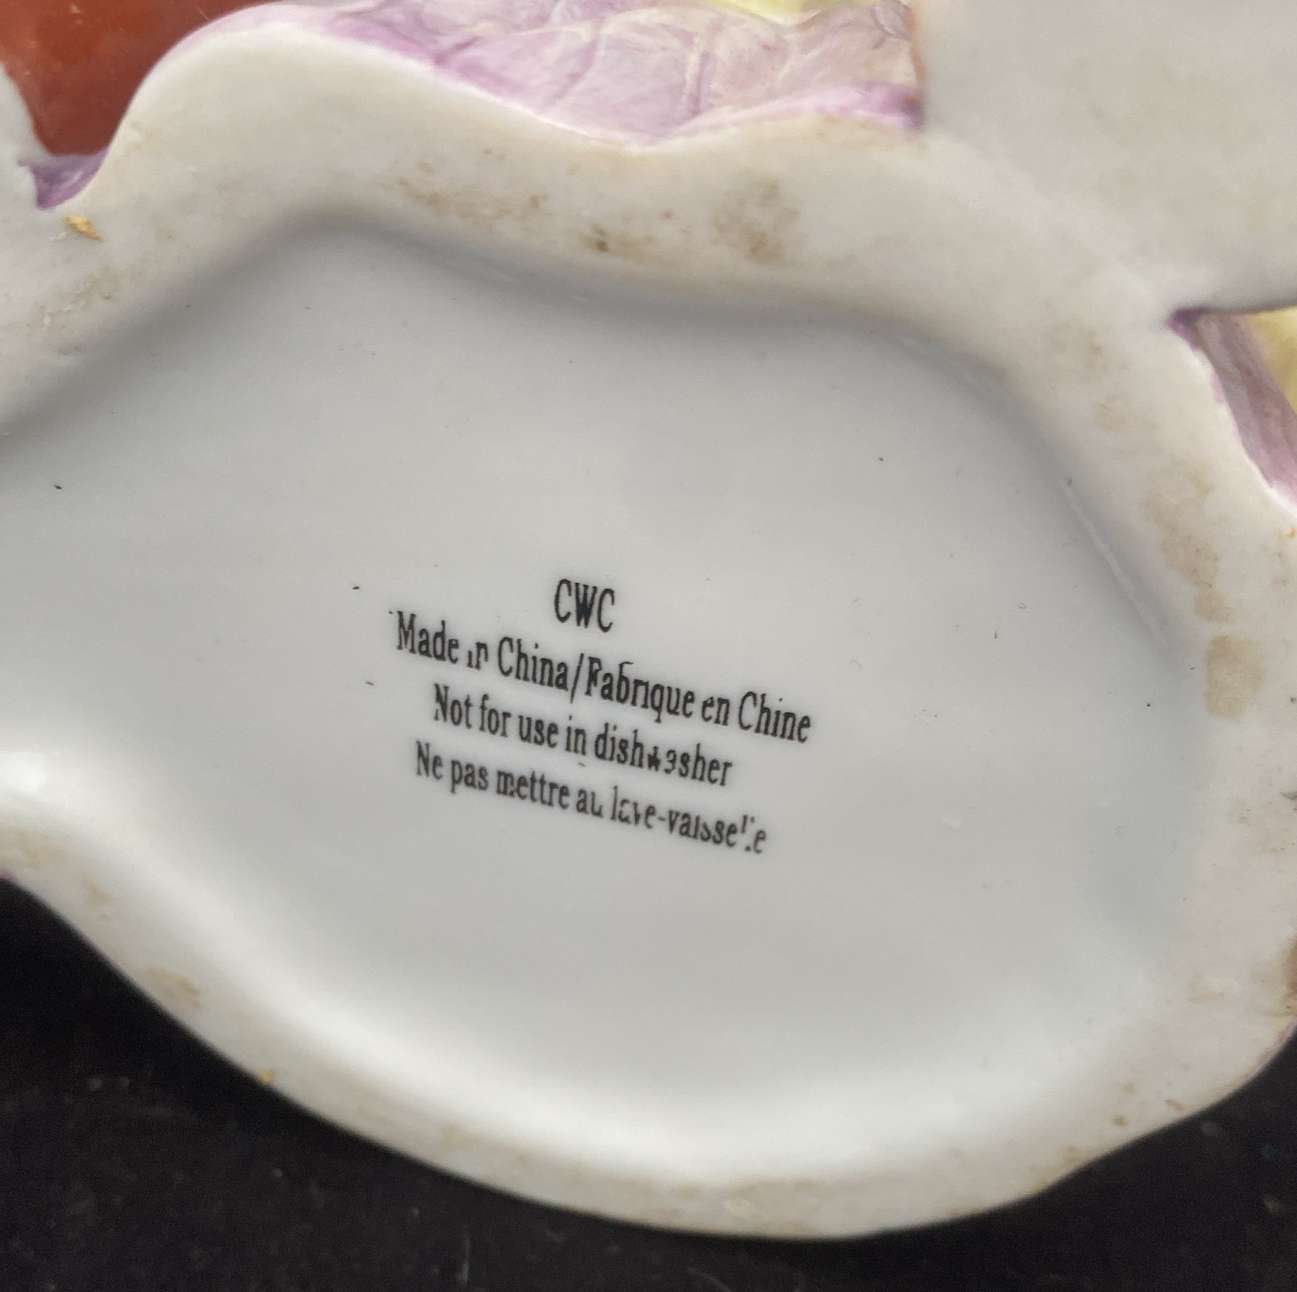 CWC
Made in China/Fabrique en Chine
Not for use in dishwasher
Ne pas mettre au lave-vaisselle